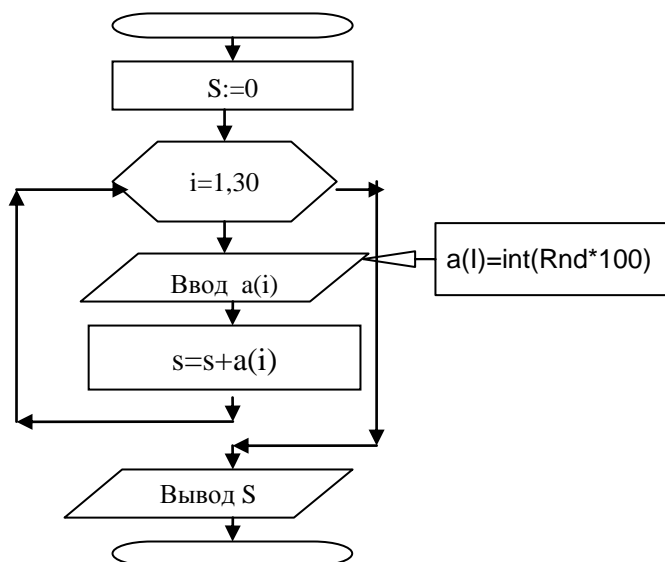 S:=0
i=1,30
Ввод a(i)
a(I)=int(Rnd*100)
s=s+a(i)
Вывод S